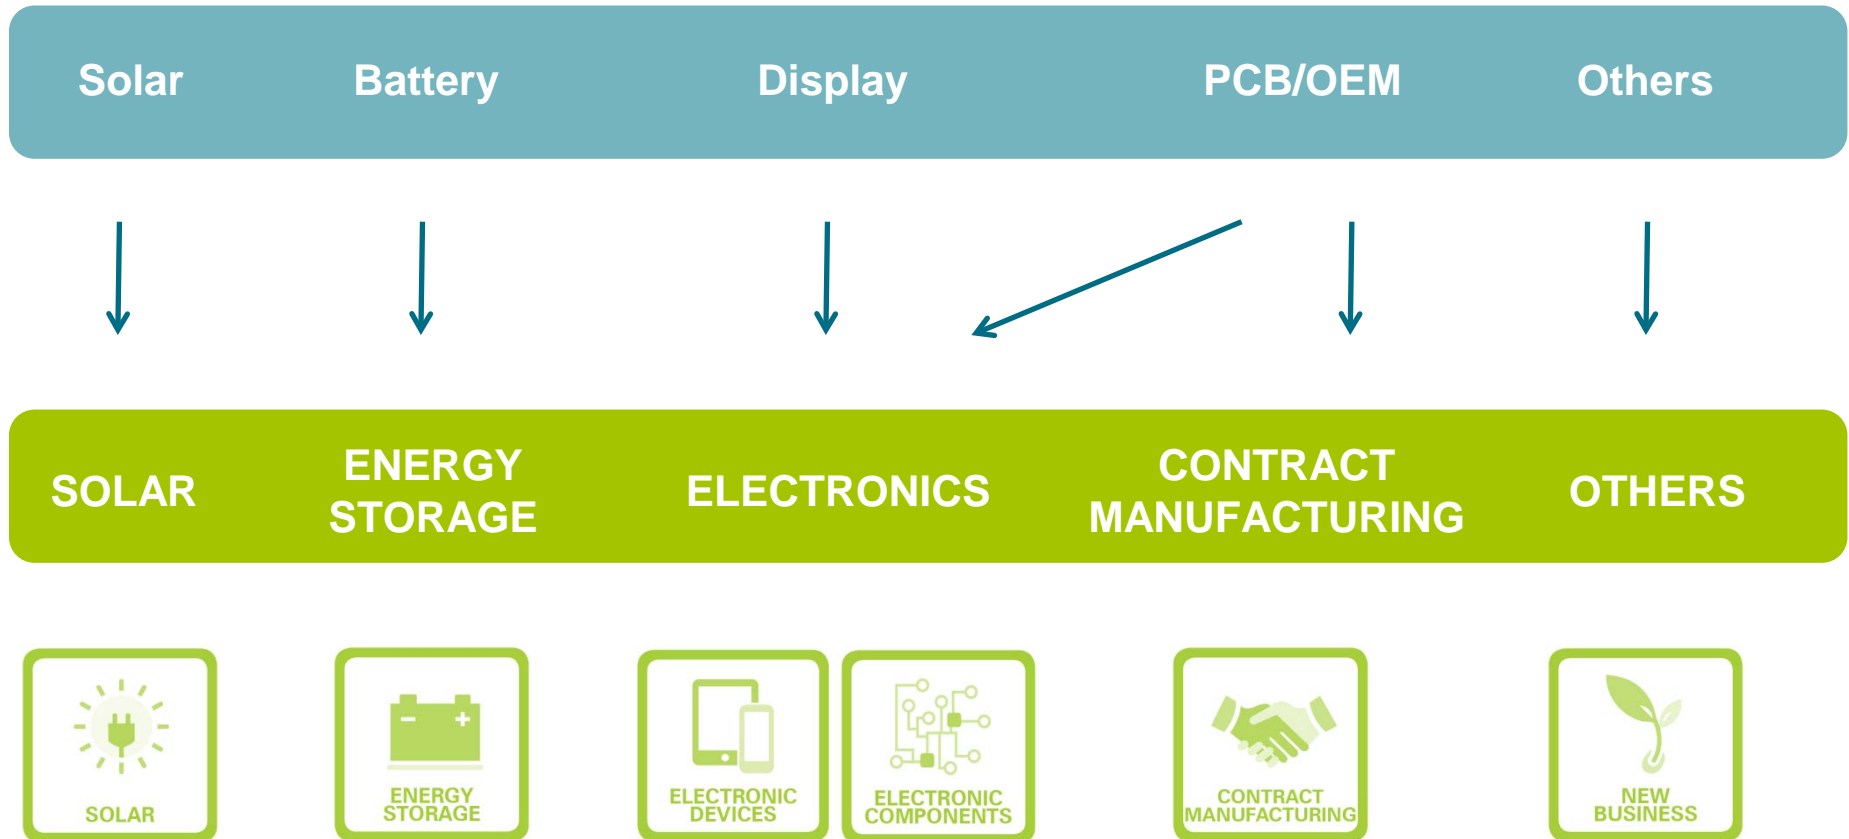 Solar Battery Display PCB/OEM Others
SOLAR
ENERGY
STORAGE
ELECTRONICS
CONTRACT
MANUFACTURING
OTHERS
SOLAR
ENERGY
STORAGE
ELECTRONIC
DEVICES
ELECTRONIC
COMPONENTS
CONTRACT
MANUFACTURING
NEW
BUSINESS